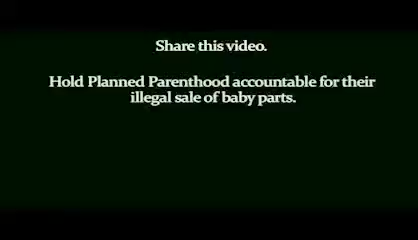 Share this video.
Hold Planned Parenthood accountable for their
illegal sale of baby parts.